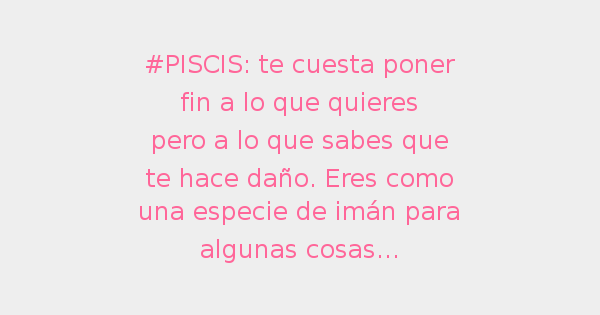 #PISCIS: te cuesta poner
fin a lo que quieres
pero a lo que sabes que
te hace daño. Eres como
una especie de imán para
algunas cosas...